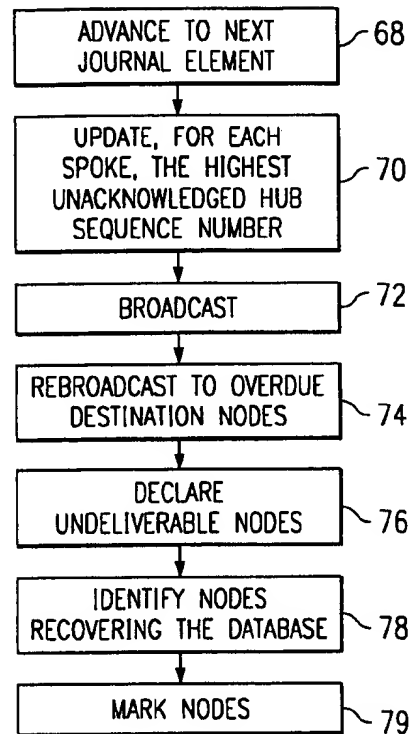 ADVANCE TO NEXT
JOURNAL ELEMENT
68
UPDATE, FOR EACH
SPOKE, THE HIGHEST
UNACKNOWLEDGED HUB
SEQUENCE NUMBER
70
BROADCAST
72
REBROADCAST TO OVERDUE
DESTINATION NODES
74
DECLARE
UNDELIVERABLE NODES
76
IDENTIFY NODES
RECOVERING THE DATABASE
78
MARK NODES
79